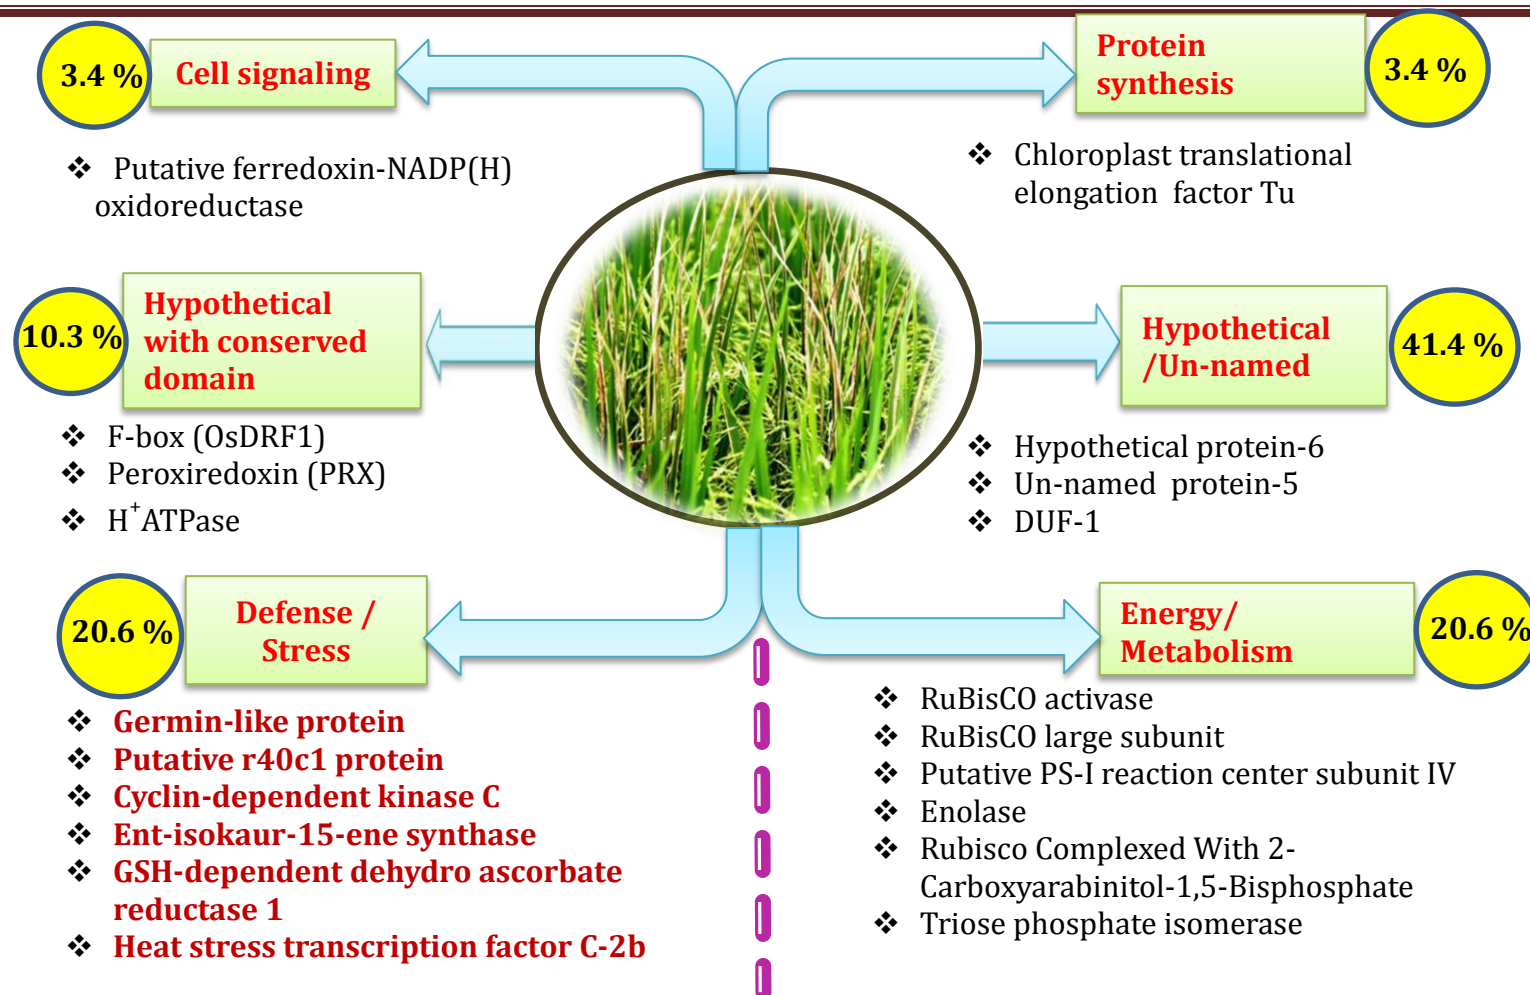 3.4 %
Cell signaling
❖ Putative ferredoxin-NADP(H)
oxidoreductase
Protein
synthesis
3.4 %
❖ Chloroplast translational
elongation factor Tu
10.3 %
Hypothetical
with conserved
domain
❖ F-box (OsDRF1)
❖ Peroxiredoxin (PRX)
❖ H⁺ATPase
Hypothetical
/Un-named
41.4 %
❖ Hypothetical protein-6
❖ Un-named protein-5
❖ DUF-1
20.6 %
Defense /
Stress
❖ Germin-like protein
❖ Putative r40c1 protein
❖ Cyclin-dependent kinase C
❖ Ent-isokaur-15-ene synthase
❖ GSH-dependent dehydro ascorbate
reductase 1
❖ Heat stress transcription factor C-2b
Energy/
Metabolism
20.6 %
❖ RuBisCO activase
❖ RuBisCO large subunit
❖ Putative PS-I reaction center subunit IV
❖ Enolase
❖ Rubisco Complexed With 2-
Carboxyarabinitol-1,5-Bisphosphate
❖ Triose phosphate isomerase